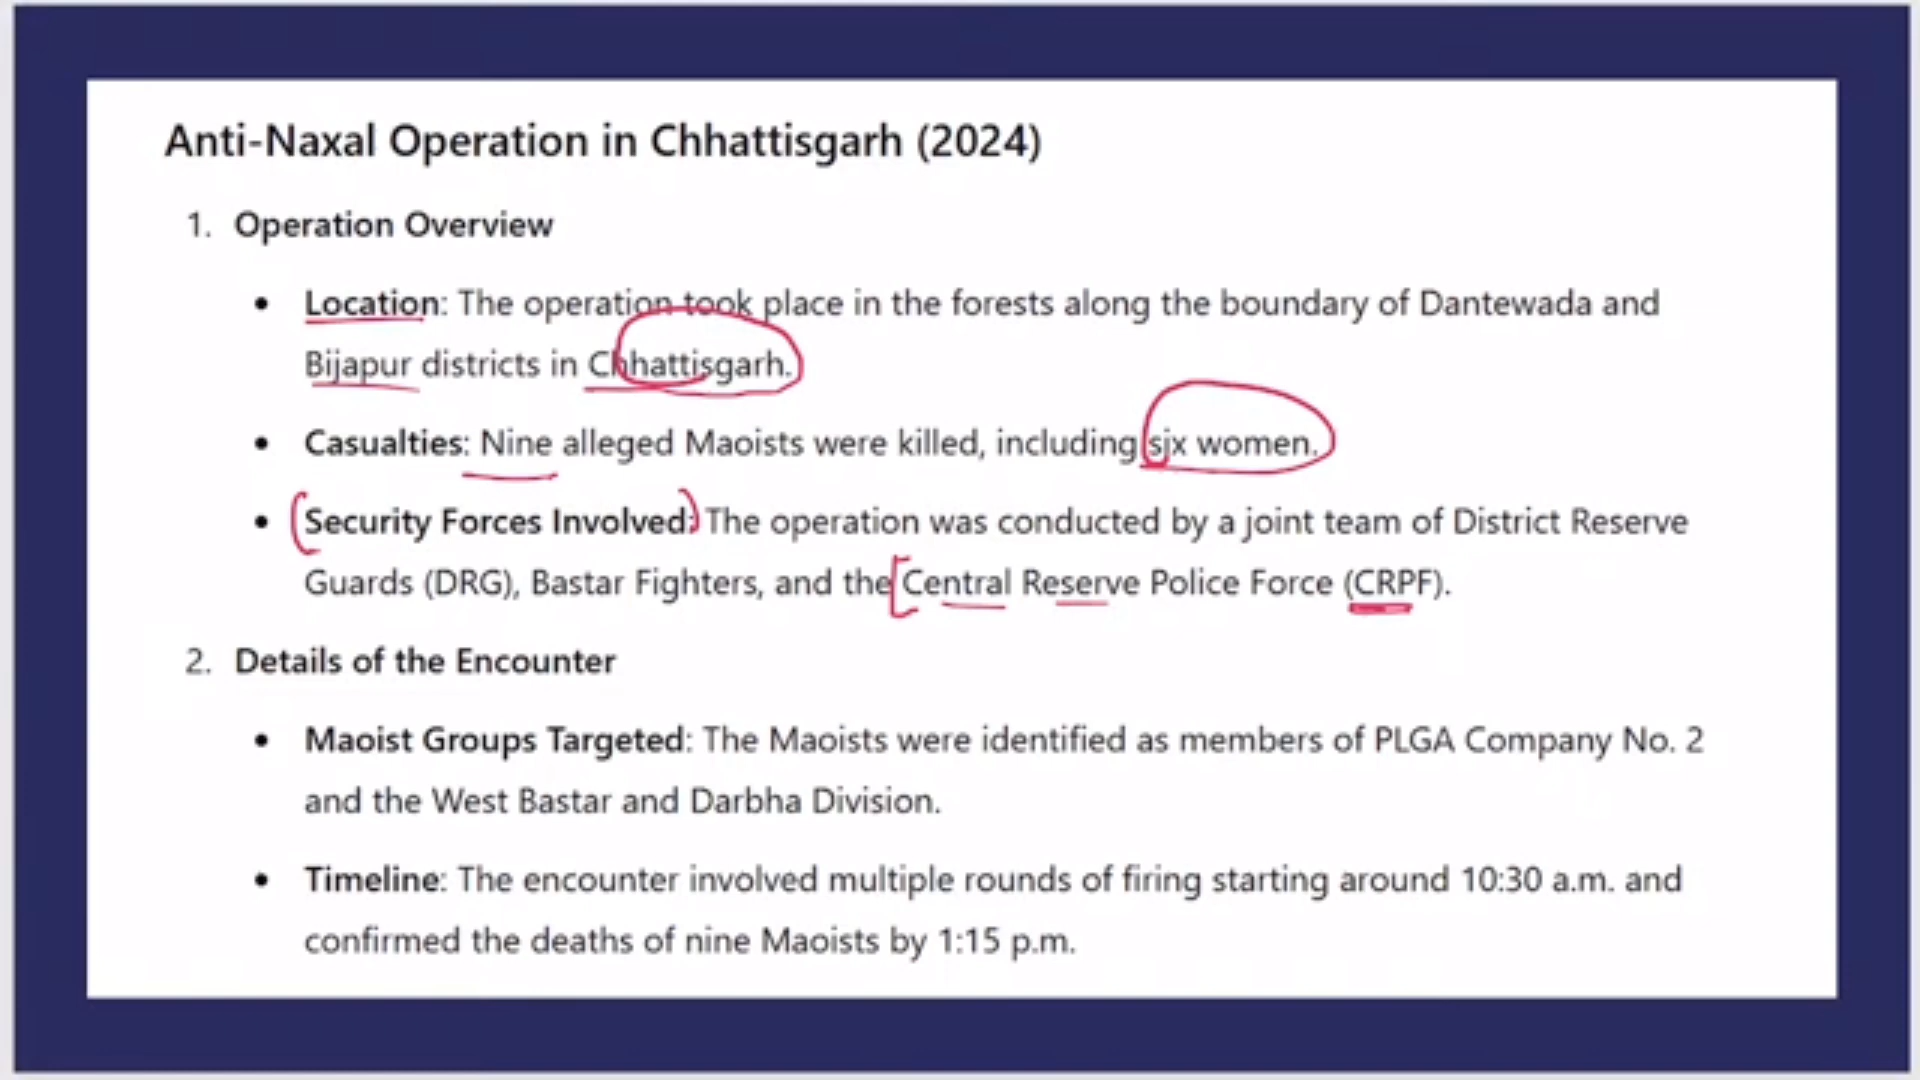 Anti-Naxal Operation in Chhattisgarh (2024)
1. Operation Overview
• Location: The operation took place in the forests along the boundary of Dantewada and
Bijapur districts in Chhattisgarh.
• Casualties: Nine alleged Maoists were killed, including six women.
• Security Forces Involved: The operation was conducted by a joint team of District Reserve
Guards (DRG), Bastar Fighters, and the Central Reserve Police Force (CRPF).
2. Details of the Encounter
• Maoist Groups Targeted: The Maoists were identified as members of PLGA Company No. 2
and the West Bastar and Darbha Division.
• Timeline: The encounter involved multiple rounds of firing starting around 10:30 a.m. and
confirmed the deaths of nine Maoists by 1:15 p.m.